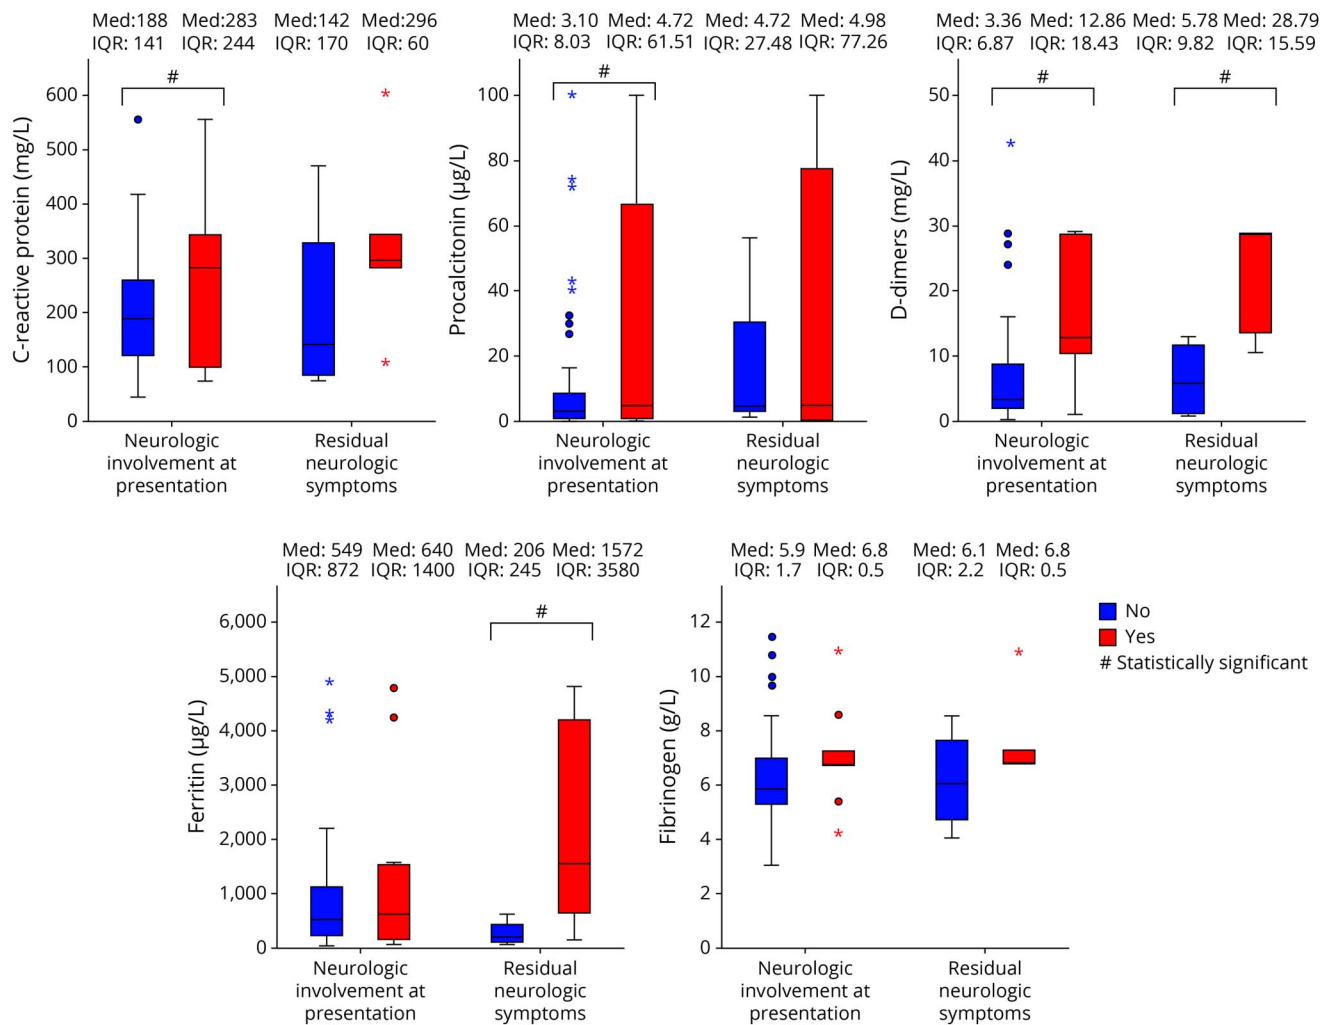 Med:188 Med:283 Med:142 Med:296
IQR: 141 IQR: 244 IQR: 170 IQR: 60
#
C-reactive protein (mg/L)
600
500
400
300
200
100
0
Neurologic
involvement at
presentation
Residual
neurologic
symptoms
Med: 3.10 Med: 4.72 Med: 4.72 Med: 4.98
IQR: 8.03 IQR: 61.51 IQR: 27.48 IQR: 77.26
#
Procalcitonin (µg/L)
100
80
60
40
20
0
Neurologic
involvement at
presentation
Residual
neurologic
symptoms
Med: 3.36 Med: 12.86 Med: 5.78 Med: 28.79
IQR: 6.87 IQR: 18.43 IQR: 9.82 IQR: 15.59
# #
D-dimers (mg/L)
50
40
30
20
10
0
Neurologic
involvement at
presentation
Residual
neurologic
symptoms
Med: 549 Med: 640 Med: 206 Med: 1572
IQR: 872 IQR: 1400 IQR: 245 IQR: 3580
#
Ferritin (µg/L)
6,000
5,000
4,000
3,000
2,000
1,000
0
Neurologic
involvement at
presentation
Residual
neurologic
symptoms
Med: 5.9 Med: 6.8 Med: 6.1 Med: 6.8
IQR: 1.7 IQR: 0.5 IQR: 2.2 IQR: 0.5
Fibrinogen (g/L)
12
10
8
6
4
2
0
Neurologic
involvement at
presentation
Residual
neurologic
symptoms
No
Yes
# Statistically significant